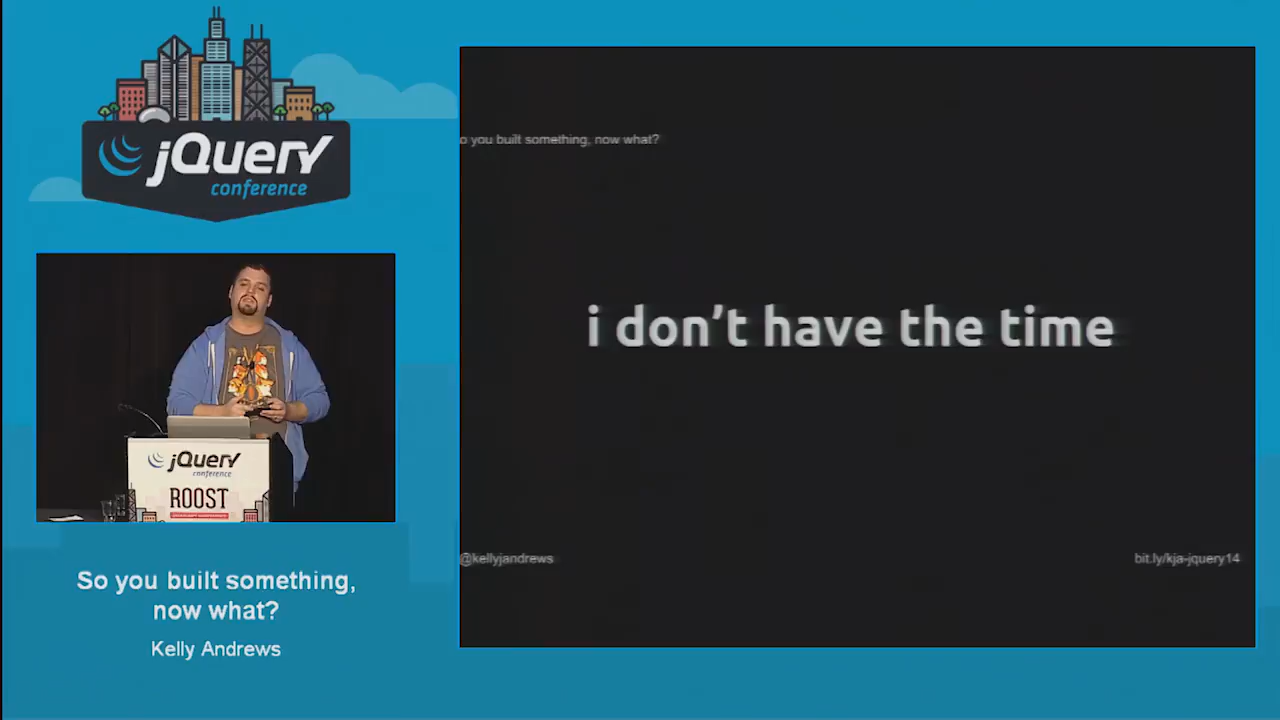 jQuery
conference
o you built something, now what?
i don't have the time
jQuery
conference
ROOST
@kellyjandrews
bit.ly/kja-jquery14
So you built something,
now what?
Kelly Andrews